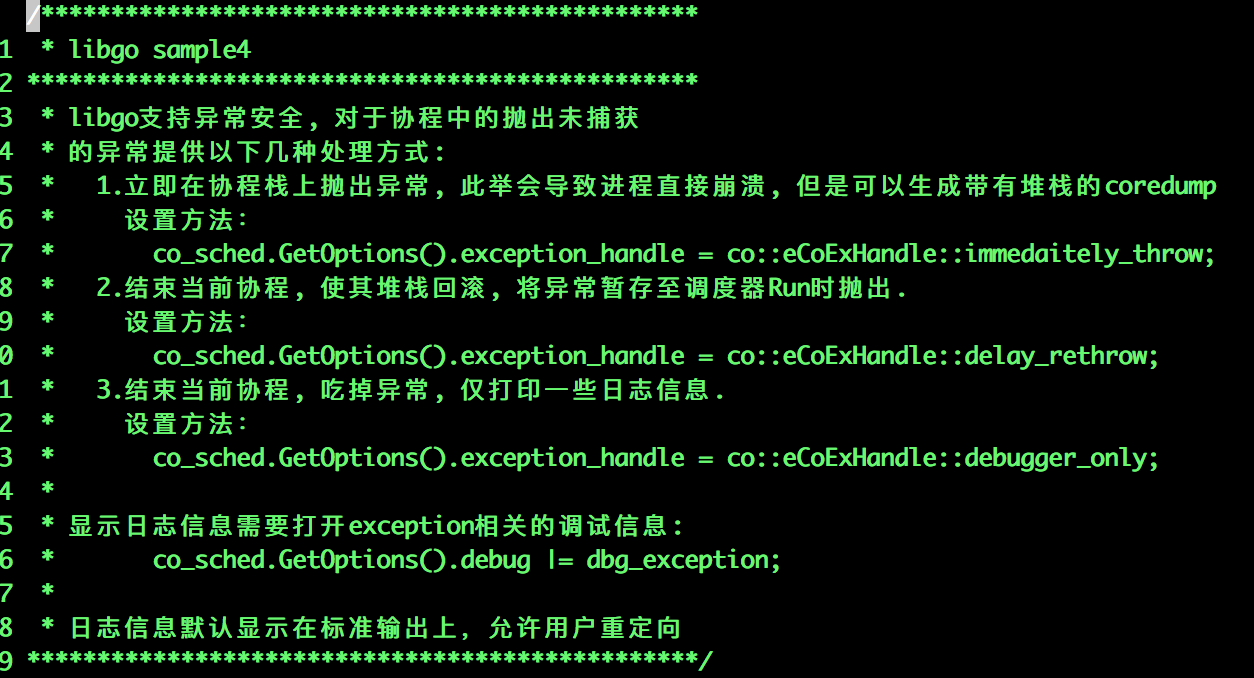 /************************************************
1  * libgo sample4
2 ************************************************
3  * libgo支持异常安全, 对于协程中的抛出未捕获
4  * 的异常提供以下几种处理方式:
5  *   1.立即在协程栈上抛出异常, 此举会导致进程直接崩溃, 但是可以生成带有堆栈的coredump
6  *     设置方法:
7  *       co_sched.GetOptions().exception_handle = co::eCoExHandle::immedaitely_throw;
8  *   2.结束当前协程, 使其堆栈回滚, 将异常暂存至调度器Run时抛出.
9  *     设置方法:
0  *       co_sched.GetOptions().exception_handle = co::eCoExHandle::delay_rethrow;
1  *   3.结束当前协程, 吃掉异常, 仅打印一些日志信息.
2  *     设置方法:
3  *       co_sched.GetOptions().exception_handle = co::eCoExHandle::debugger_only;
4  *
5  * 显示日志信息需要打开exception相关的调试信息:
6  *       co_sched.GetOptions().debug |= dbg_exception;
7  *
8  * 日志信息默认显示在标准输出上, 允许用户重定向
9 ************************************************/